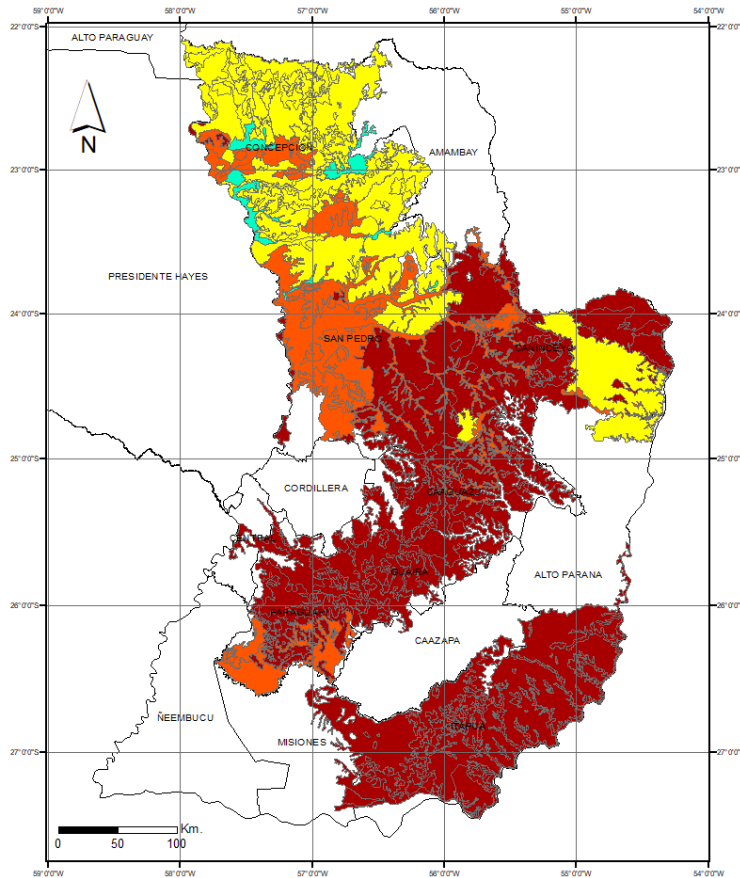 59°0'0"W 58°0'0"W 57°0'0"W 56°0'0"W 55°0'0"W 54°0'0"W
22°0'0"S 22°0'0"S
ALTO PARAGUAY
N
CONCEPCION
AMAMBAY
23°0'0"S 23°0'0"S
PRESIDENTE HAYES
24°0'0"S 24°0'0"S
SAN PEDRO
CANINDEYU
25°0'0"S 25°0'0"S
CORDILLERA
CAAGUAZU
CENTRAL
GUAIRA
ALTO PARANA
26°0'0"S 26°0'0"S
PARAGUARI
CAAZAPA
ÑEEMBUCU
ITAPUA
MISIONES
27°0'0"S 27°0'0"S
Km.
0 50 100
59°0'0"W 58°0'0"W 57°0'0"W 56°0'0"W 55°0'0"W 54°0'0"W